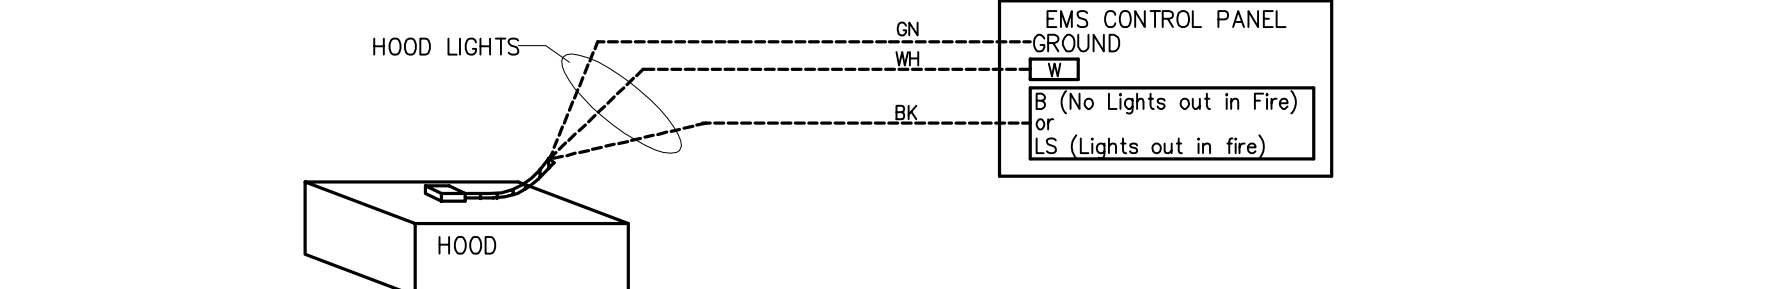 HOOD LIGHTS
GN
WH
BK
EMS CONTROL PANEL
GROUND
W
B (No Lights out in Fire)
or
LS (Lights out in fire)
HOOD